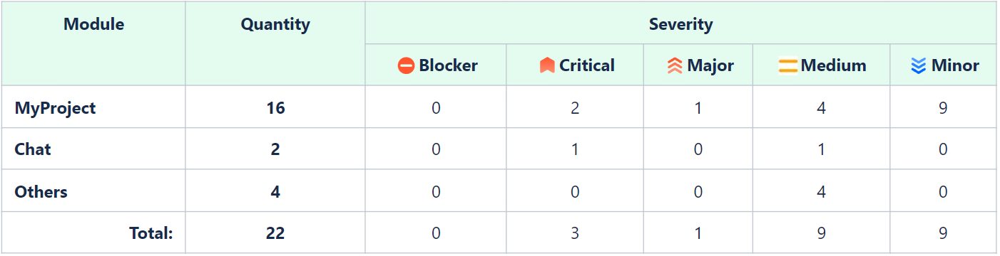 Module Quantity Severity
Blocker Critical Major Medium Minor
MyProject 16 0 2 1 4 9
Chat 2 0 1 0 1 0
Others 4 0 0 0 4 0
Total: 22 0 3 1 9 9